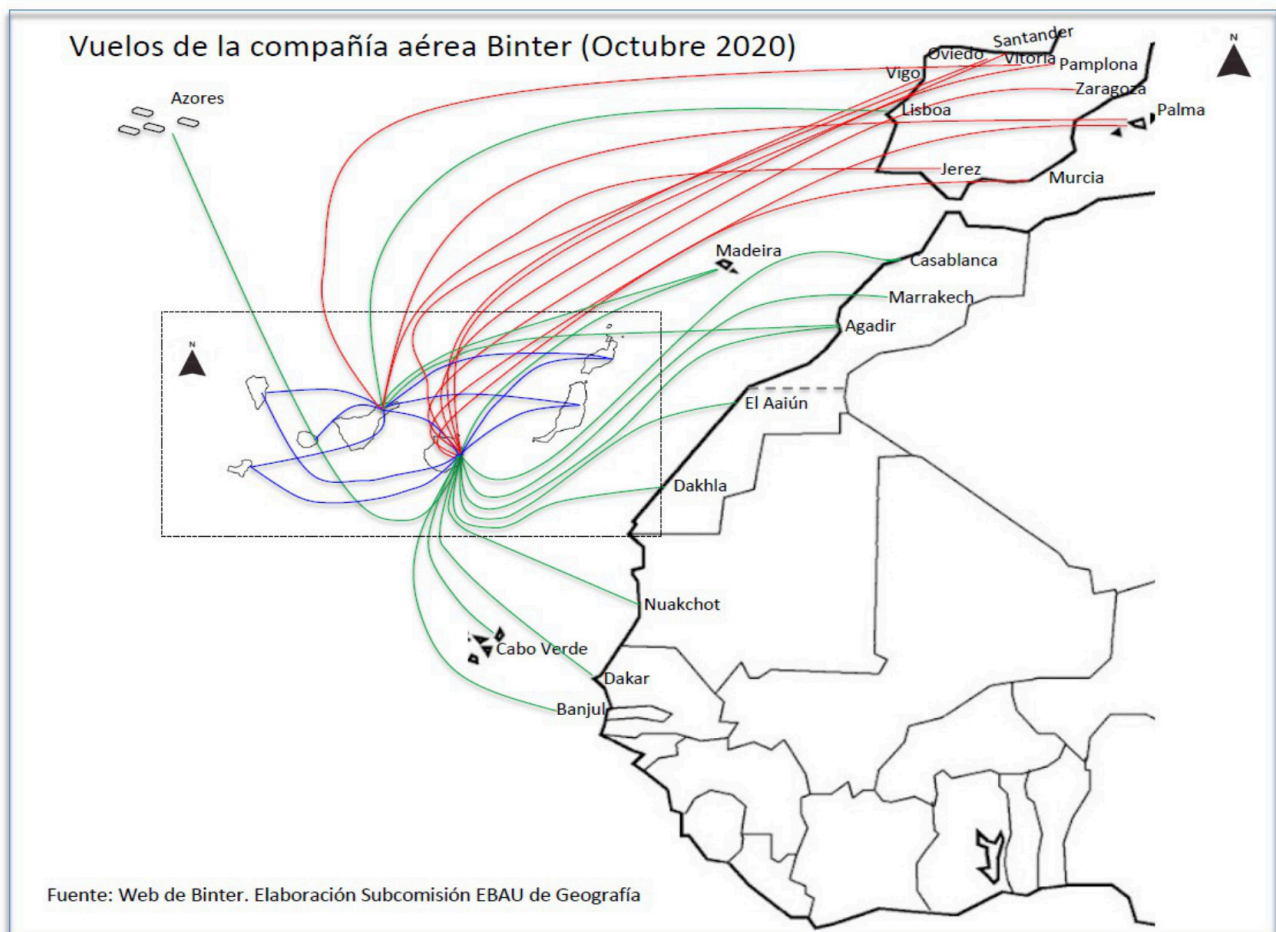 Vuelos de la compañía aérea Binter (Octubre 2020)
N
Santander
Oviedo
Vitoria
Pamplona
Vigo
Zaragoza
Azores
Lisboa
Palma
Jerez
Murcia
Madeira
Casablanca
Marrakech
Agadir
N
El Aaiún
Dakhla
Nuakchot
Cabo Verde
Dakar
Banjul
Fuente: Web de Binter. Elaboración Subcomisión EBAU de Geografía